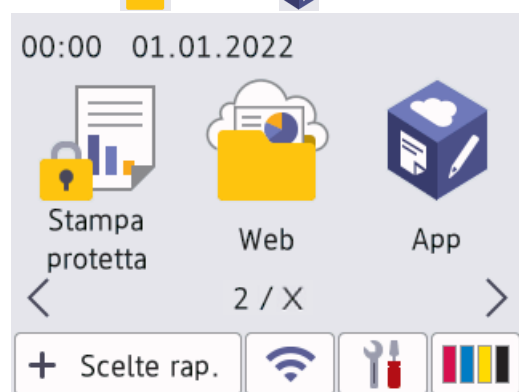 00:00 01.01.2022
Stampa
protetta
Web
App
2 / X
+ Scelte rap.